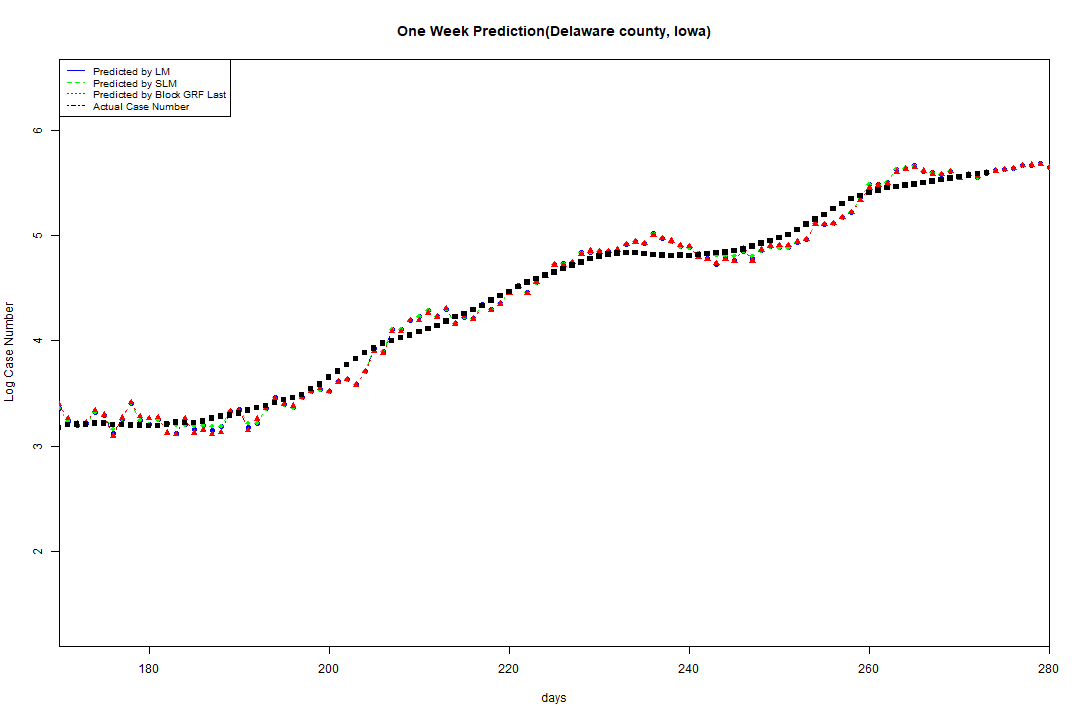 One Week Prediction(Delaware county, Iowa)
Predicted by LM
Predicted by SLM
Predicted by Block GRF Last
Actual Case Number
6
5
4
3
2
Log Case Number
180 200 220 240 260 280
days